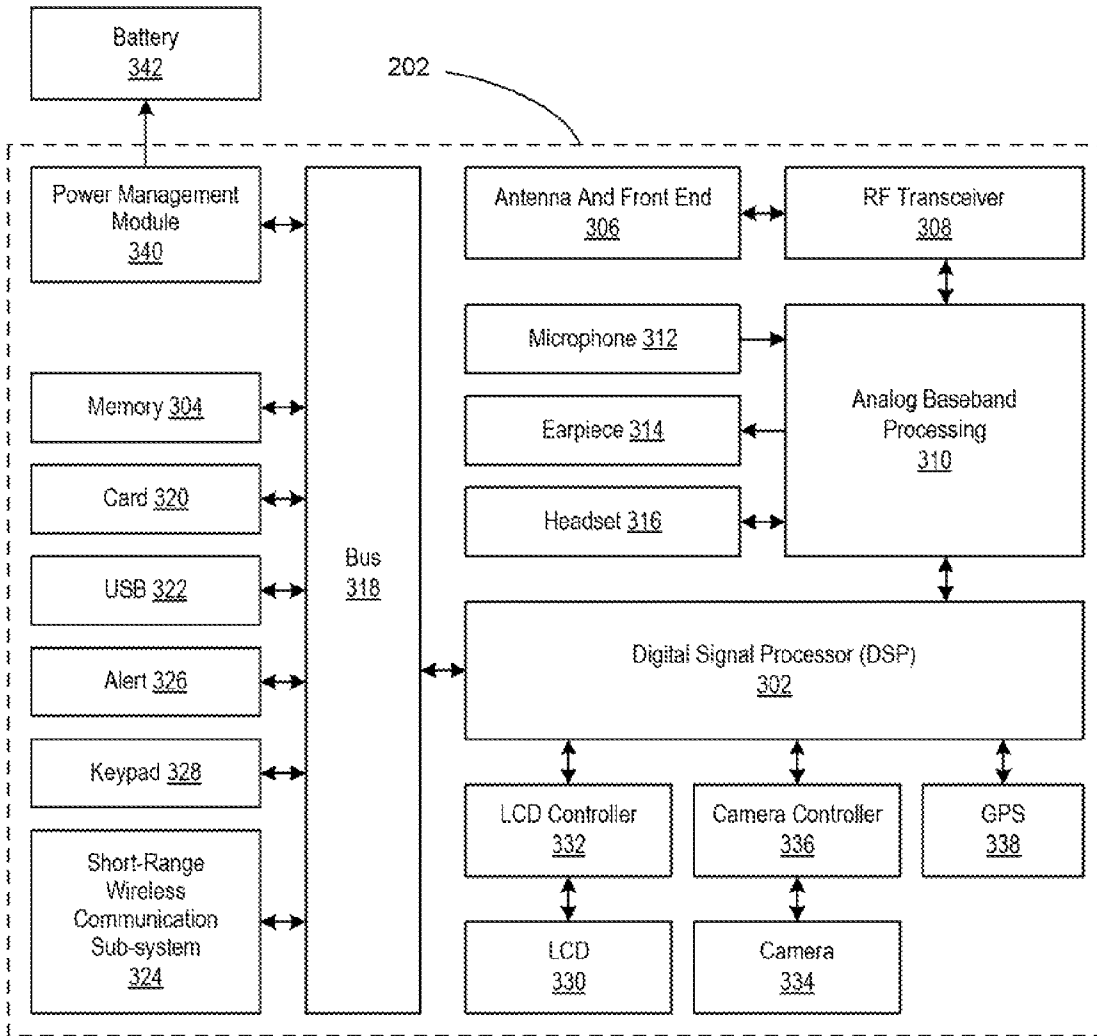 Battery
342
202
Power Management
Module
340
Antenna And Front End
306
RF Transceiver
308
Microphone 312
Analog Baseband
Processing
310
Memory 304
Earpiece 314
Card 320
Headset 316
Bus
318
USB 322
Digital Signal Processor (DSP)
302
Alert 326
Keypad 328
LCD Controller
332
Camera Controller
336
GPS
338
Short-Range
Wireless
Communication
Sub-system
324
LCD
330
Camera
334